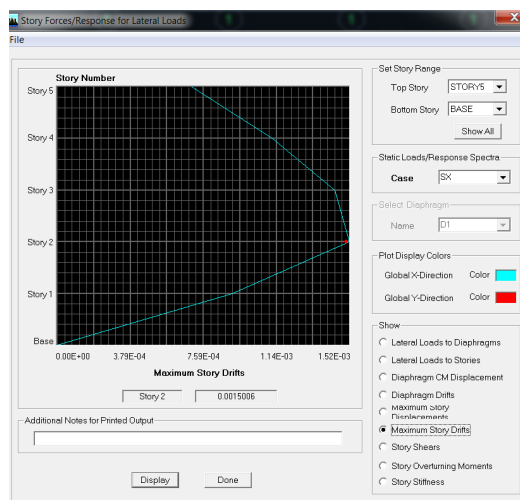 Story Forces/Response for Lateral Loads
File
Story Number
Story 5
Story 4
Story 3
Story 2
Story 1
Base
0.00E+00 3.79E-04 7.59E-04 1.14E-03 1.52E-03
Maximum Story Drifts
Story 2 0.0015006
Additional Notes for Printed Output
Display Done
Set Story Range
Top Story STORY5
Bottom Story BASE
Show All
Static Loads/Response Spectra
Case SX
Select Diaphragm
Name D1
Plot Display Colors
Global X-Direction Color
Global Y-Direction Color
Show
Lateral Loads to Diaphragms
Lateral Loads to Stories
Diaphragm CM Displacement
Diaphragm Drifts
Maximum Story
Displacements
Maximum Story Drifts
Story Shears
Story Overturning Moments
Story Stiffness